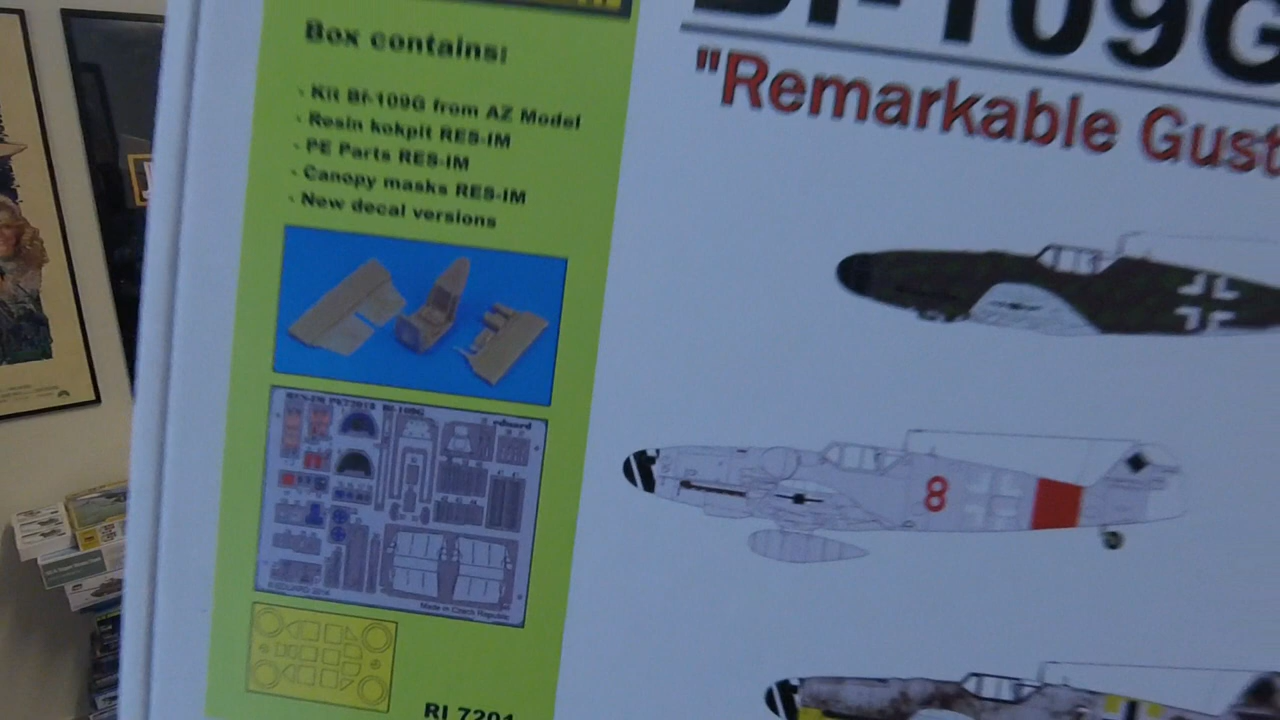 Box contains:
- Kit Bf-109G from AZ Model
- Resin kokpit RES-IM
- PE Parts RES-IM
- Canopy masks RES-IM
- New decal versions
Bf-109G
"Remarkable Gust
8
eduard
Made in Czech Republic
RI 7201